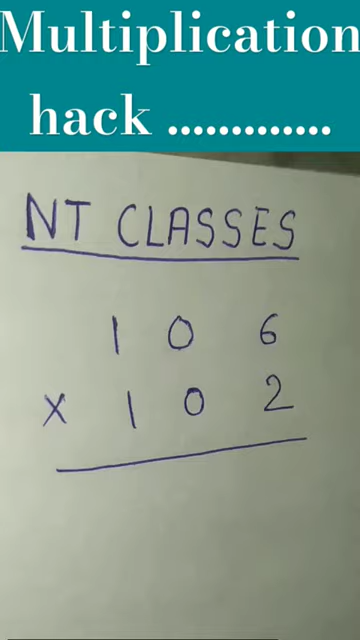 Multiplication
hack .............
NT CLASSES
1 0 6
x 1 0 2